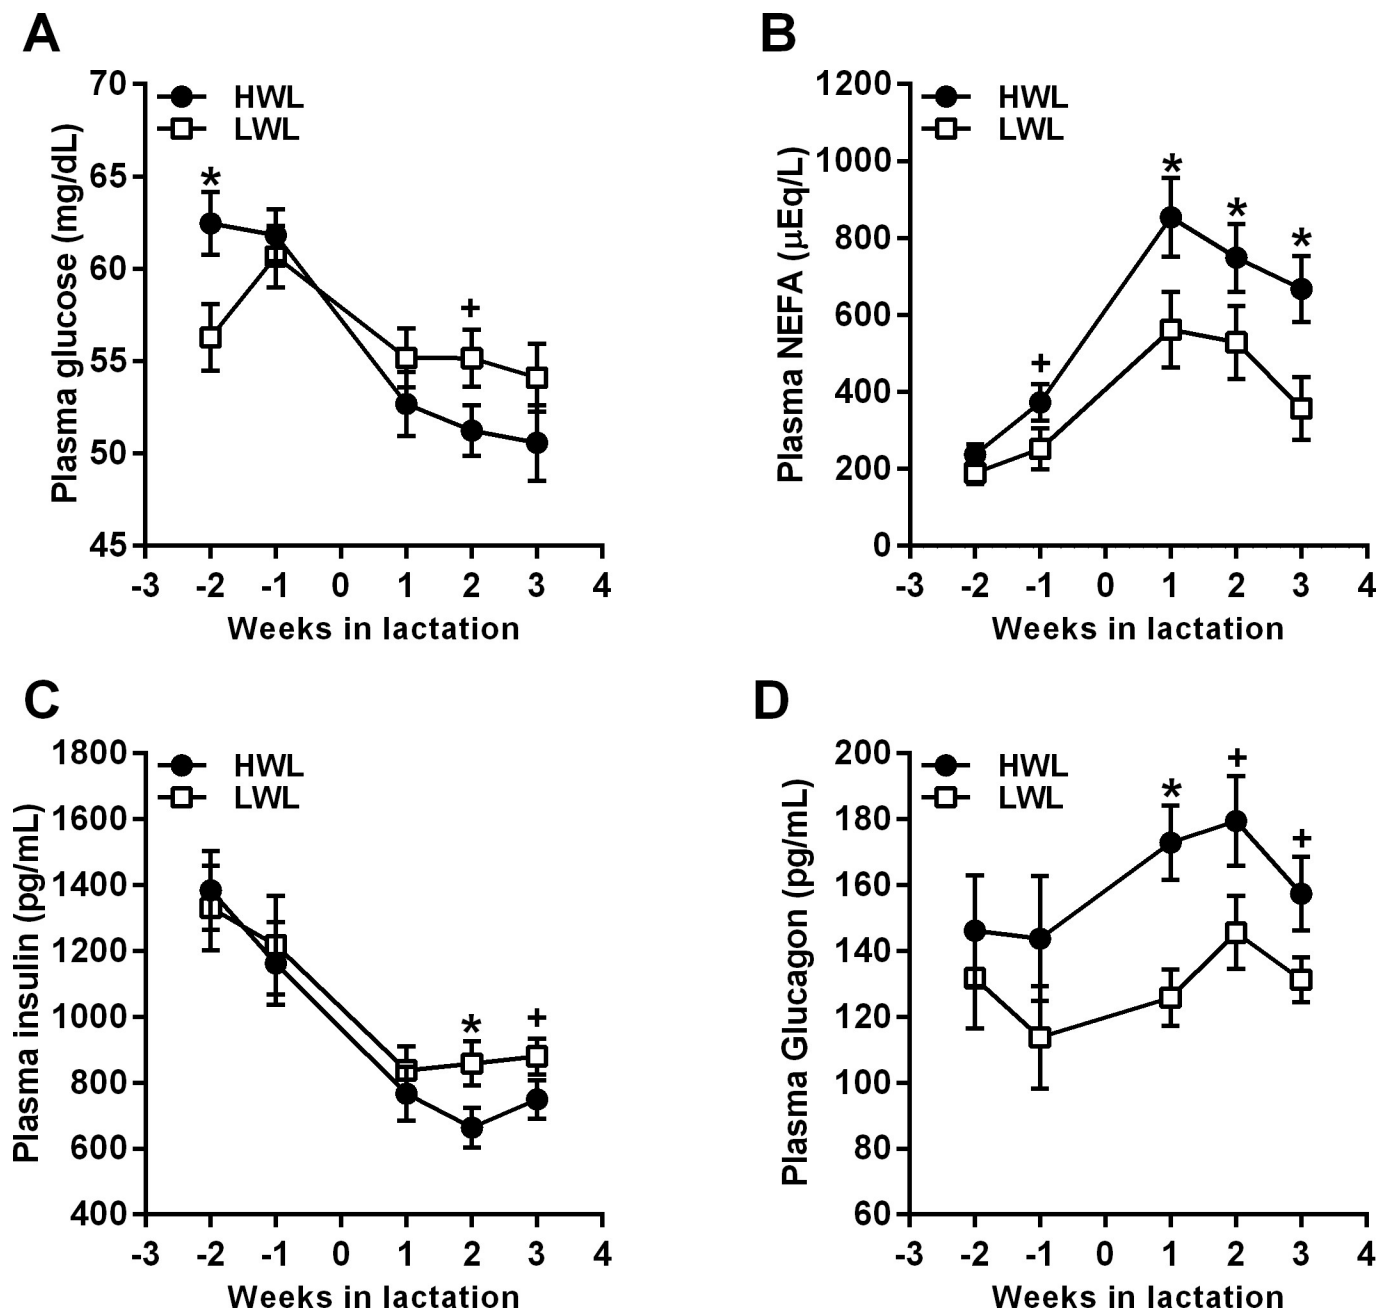 A
70
65
60
55
50
45
Plasma glucose (mg/dL)
HWL
LWL
*
+
-3 -2 -1 0 1 2 3 4
Weeks in lactation
B
1200
1000
800
600
400
200
0
Plasma NEFA (μEq/L)
HWL
LWL
+
*
*
*
-3 -2 -1 0 1 2 3 4
Weeks in lactation
C
1800
1600
1400
1200
1000
800
600
400
Plasma insulin (pg/mL)
HWL
LWL
*
+
-3 -2 -1 0 1 2 3 4
Weeks in lactation
D
200
180
160
140
120
100
80
60
Plasma Glucagon (pg/mL)
HWL
LWL
*
+
+
-3 -2 -1 0 1 2 3 4
Weeks in lactation